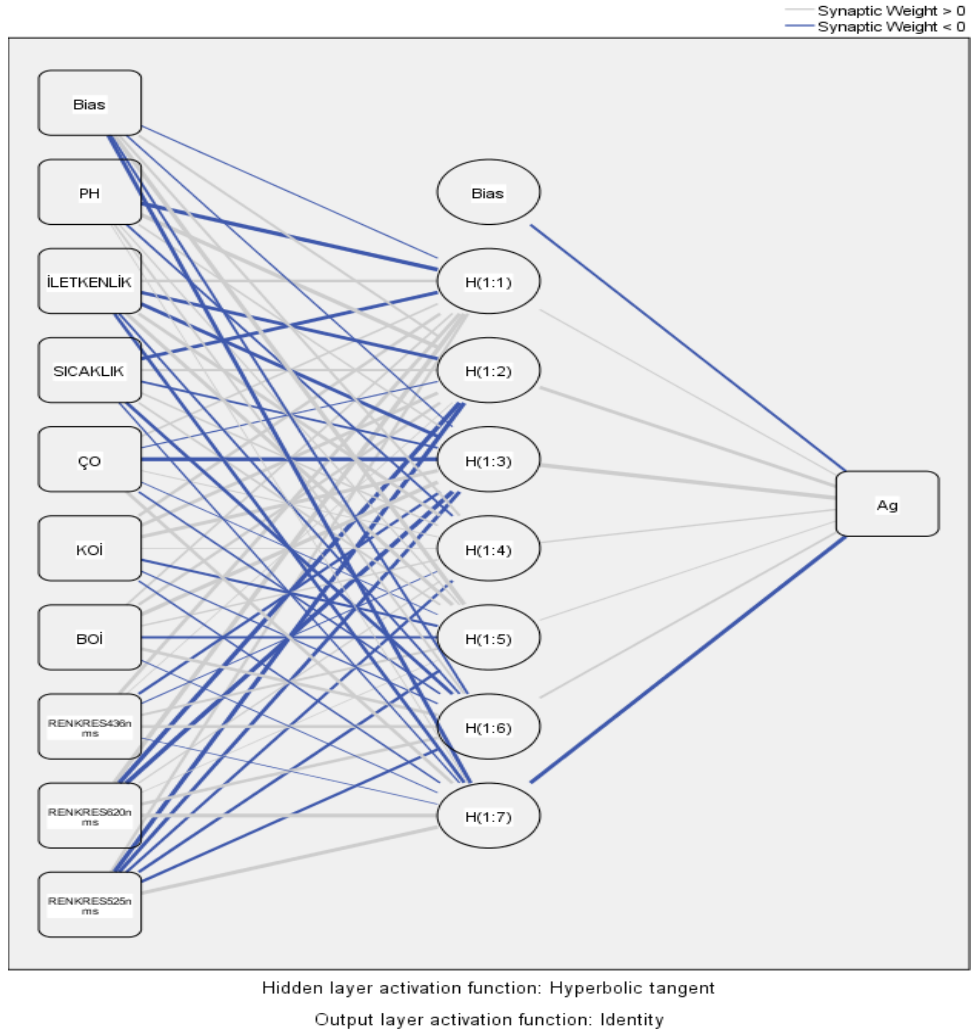 Synaptic Weight > 0
Synaptic Weight < 0
Bias
PH
İLETKENLİK
SICAKLIK
ÇO
KOİ
BOİ
RENKRES436n
ms
RENKRES620n
ms
RENKRES525n
ms
Bias
H(1:1)
H(1:2)
H(1:3)
H(1:4)
H(1:5)
H(1:6)
H(1:7)
Ag
Hidden layer activation function: Hyperbolic tangent
Output layer activation function: Identity